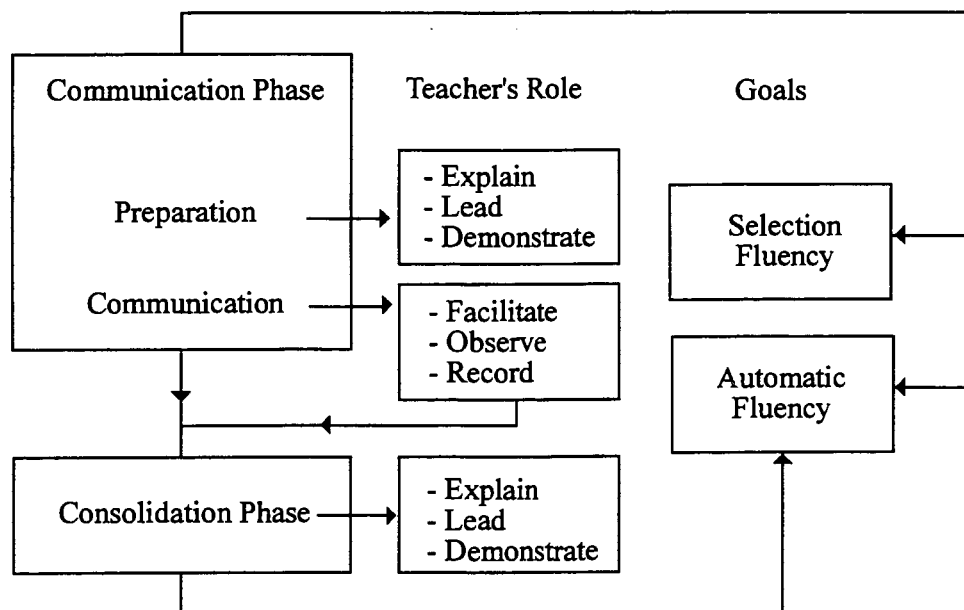 Communication Phase
Teacher's Role
Goals
Preparation
- Explain
- Lead
- Demonstrate
Selection
Fluency
Communication
- Facilitate
- Observe
- Record
Automatic
Fluency
Consolidation Phase
- Explain
- Lead
- Demonstrate